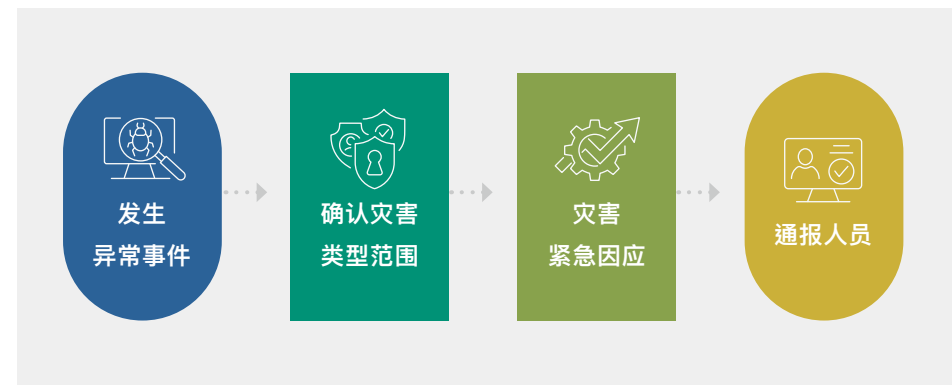 发生
异常事件
确认灾害
类型范围
灾害
紧急因应
通报人员